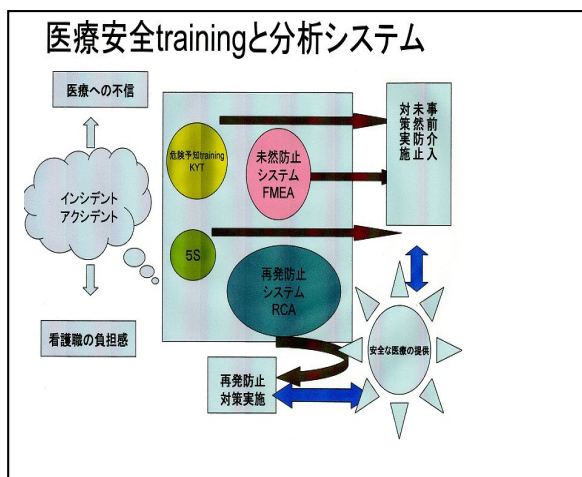 医療安全trainingと分析システム
医療への不信
インシデント
アクシデント
看護職の負担感
危険予知training
KYT
未然防止
システム
FMEA
5S
再発防止
システム
RCA
事前介入
未然防止
対策実施
再発防止
対策実施
安全な医療の提供